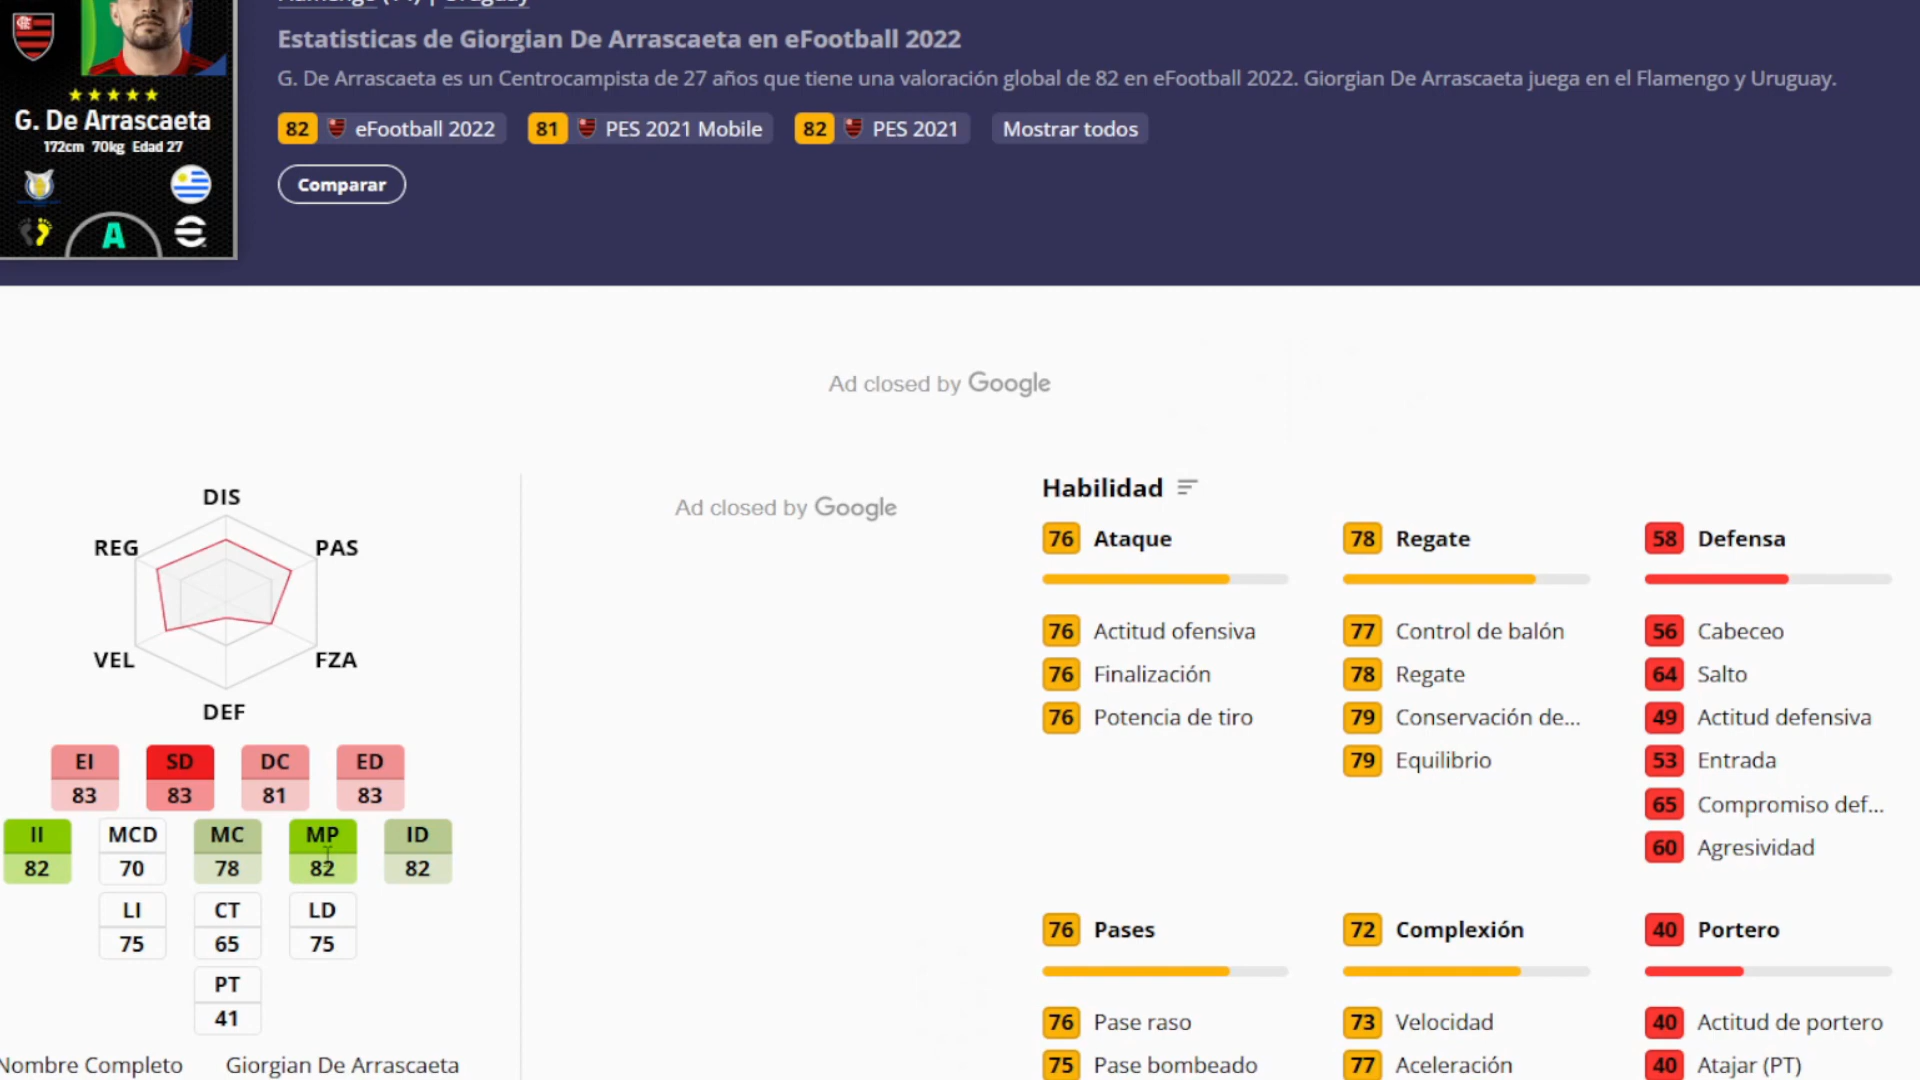 G. De Arrascaeta
172cm 70kg Edad 27
A
Estatisticas de Giorgian De Arrascaeta en eFootball 2022
G. De Arrascaeta es un Centrocampista de 27 años que tiene una valoración global de 82 en eFootball 2022. Giorgian De Arrascaeta juega en el Flamengo y Uruguay.
82 eFootball 2022 81 PES 2021 Mobile 82 PES 2021 Mostrar todos
Comparar
Ad closed by Google
DIS
REG PAS
VEL FZA
DEF
EI SD DC ED
83 83 81 83
II MCD MC MP ID
82 70 78 82 82
LI CT LD
75 65 75
PT
41
Nombre Completo Giorgian De Arrascaeta
Ad closed by Google
Habilidad
76 Ataque
76 Actitud ofensiva
76 Finalización
76 Potencia de tiro
78 Regate
77 Control de balón
78 Regate
79 Conservación de...
79 Equilibrio
58 Defensa
56 Cabeceo
64 Salto
49 Actitud defensiva
53 Entrada
65 Compromiso def...
60 Agresividad
76 Pases
76 Pase raso
75 Pase bombeado
72 Complexión
73 Velocidad
77 Aceleración
40 Portero
40 Actitud de portero
40 Atajar (PT)